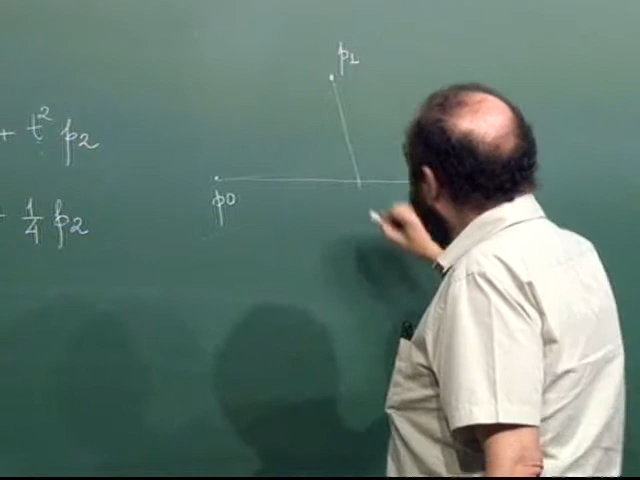 + t² p2
1/4 p2
p1
p0